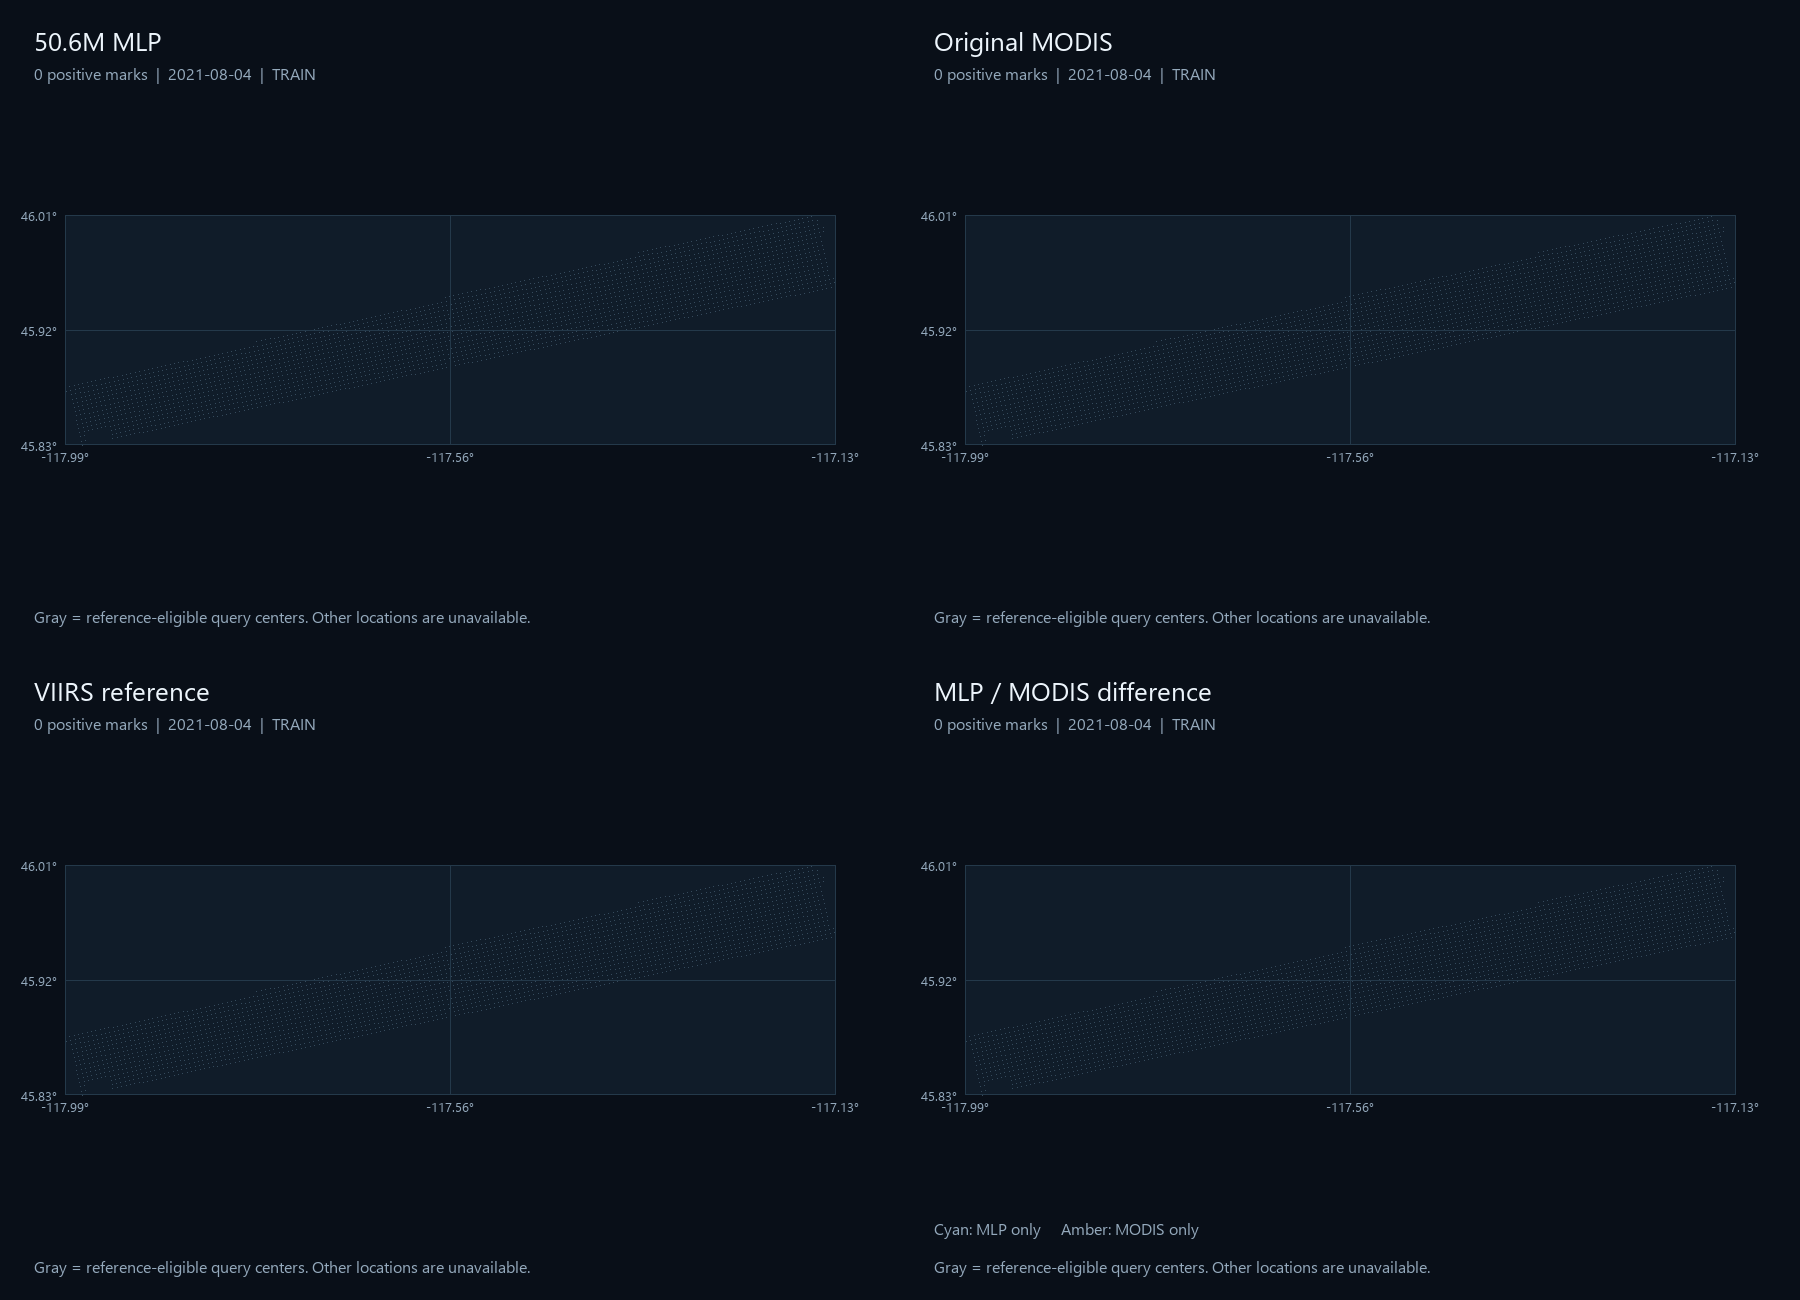 50.6M MLP
0 positive marks | 2021-08-04 | TRAIN
46.01°
45.92°
45.83°
-117.99°
-117.56°
-117.13°
Gray = reference-eligible query centers. Other locations are unavailable.
Original MODIS
0 positive marks | 2021-08-04 | TRAIN
46.01°
45.92°
45.83°
-117.99°
-117.56°
-117.13°
Gray = reference-eligible query centers. Other locations are unavailable.
VIIRS reference
0 positive marks | 2021-08-04 | TRAIN
46.01°
45.92°
45.83°
-117.99°
-117.56°
-117.13°
Gray = reference-eligible query centers. Other locations are unavailable.
MLP / MODIS difference
0 positive marks | 2021-08-04 | TRAIN
46.01°
45.92°
45.83°
-117.99°
-117.56°
-117.13°
Cyan: MLP only Amber: MODIS only
Gray = reference-eligible query centers. Other locations are unavailable.